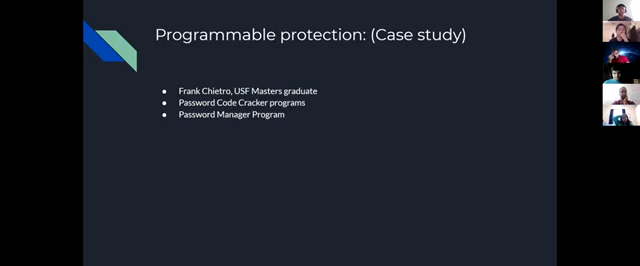 Programmable protection: (Case study)
● Frank Chietro, USF Masters graduate
● Password Code Cracker programs
● Password Manager Program